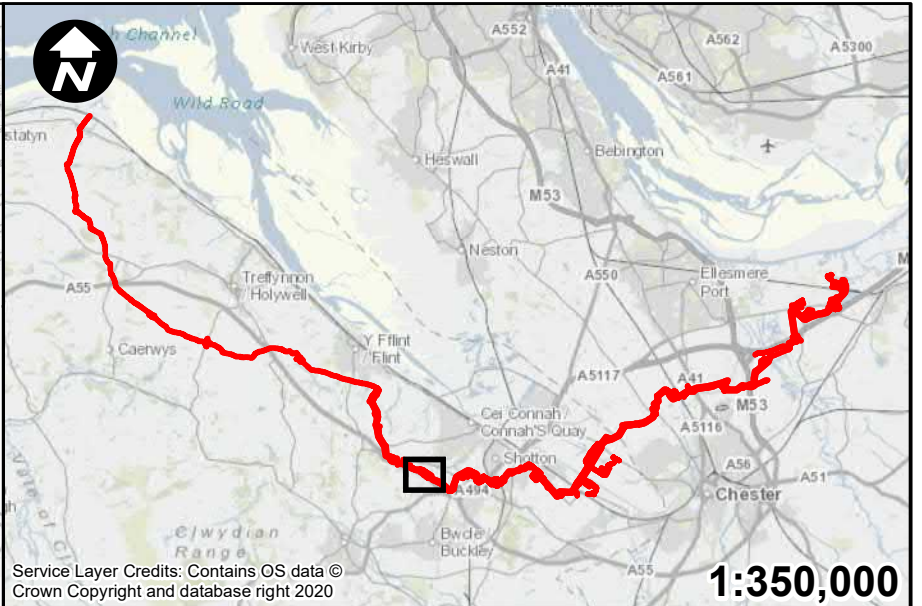 N
Channel
West Kirby
A552
A562
A5300
A41
A561
Wild Road
Heswall
Bebington
M53
Neston
A550
Ellesmere
Port
A55
Treffynnon
/Holywell
Caerwys
Y Fflint
/Flint
A5117
A41
M53
A5116
Cei Connah/
Connah'S Quay
Shotton
A56
A51
Chester
A494
Clwydian
Range
Bwcle/
Buckley
A55
Service Layer Credits: Contains OS data ©
Crown Copyright and database right 2020
1:350,000